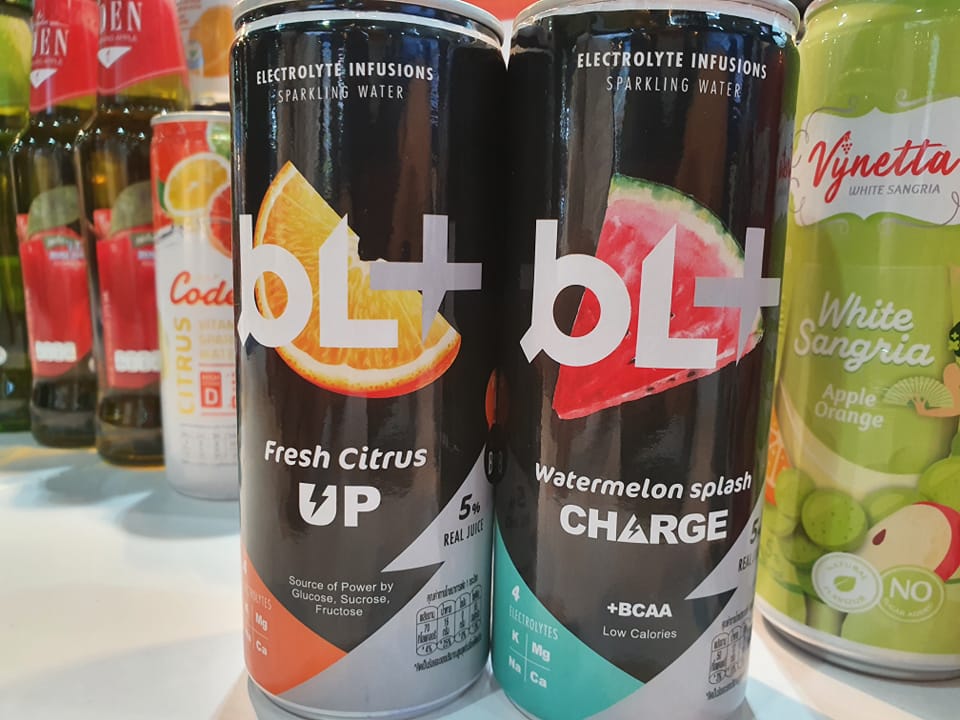 ELECTROLYTE INFUSIONS
SPARKLING WATER
bL+
Fresh Citrus
UP
5%
REAL JUICE
Source of Power by
Glucose, Sucrose,
Fructose
Mg
Ca
ELECTROLYTE INFUSIONS
SPARKLING WATER
bL+
Watermelon splash
CHARGE
+BCAA
Low Calories
4
ELECTROLYTES
K Mg
Na Ca
Vynetta
WHITE SANGRIA
White
Sangria
Apple
Orange
NATURAL
NO
Code
CITRUS
D